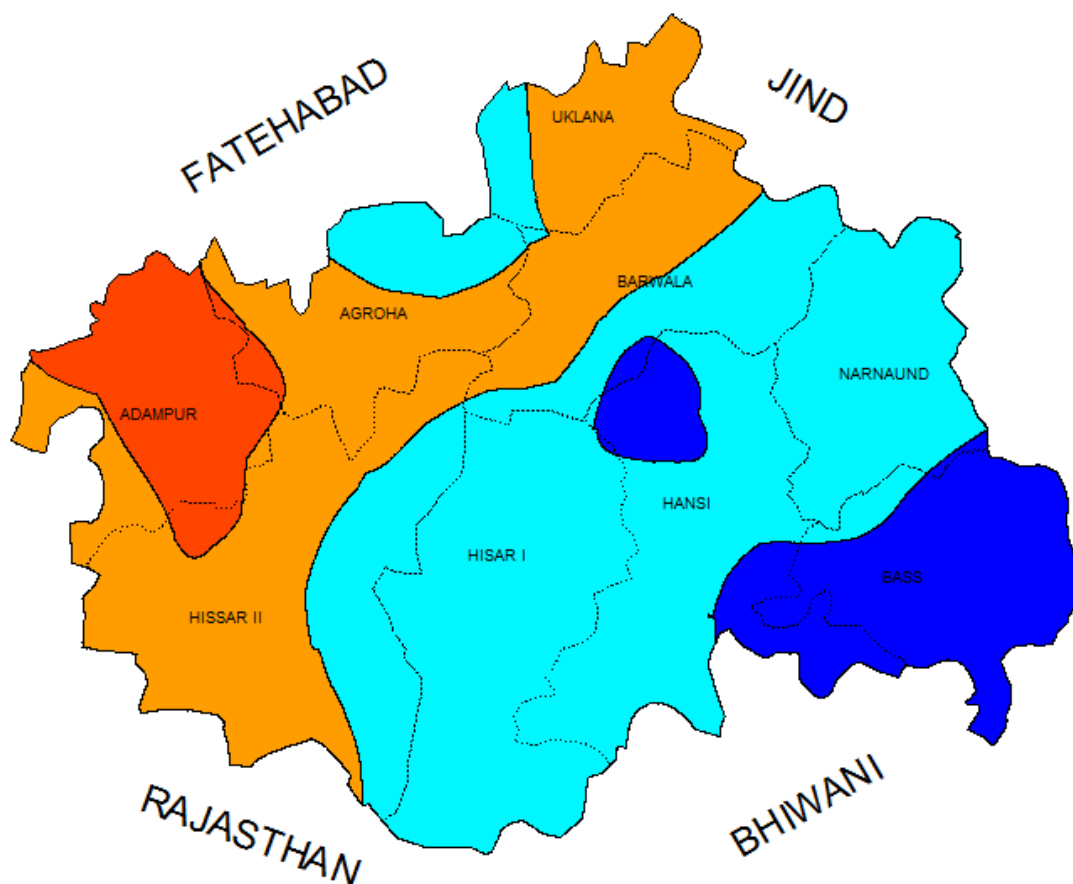 FATEHABAD
JIND
UKLANA
BARWALA
AGROHA
NARNAUND
ADAMPUR
HANSI
HISAR I
BASS
HISSAR II
RAJASTHAN
BHIWANI